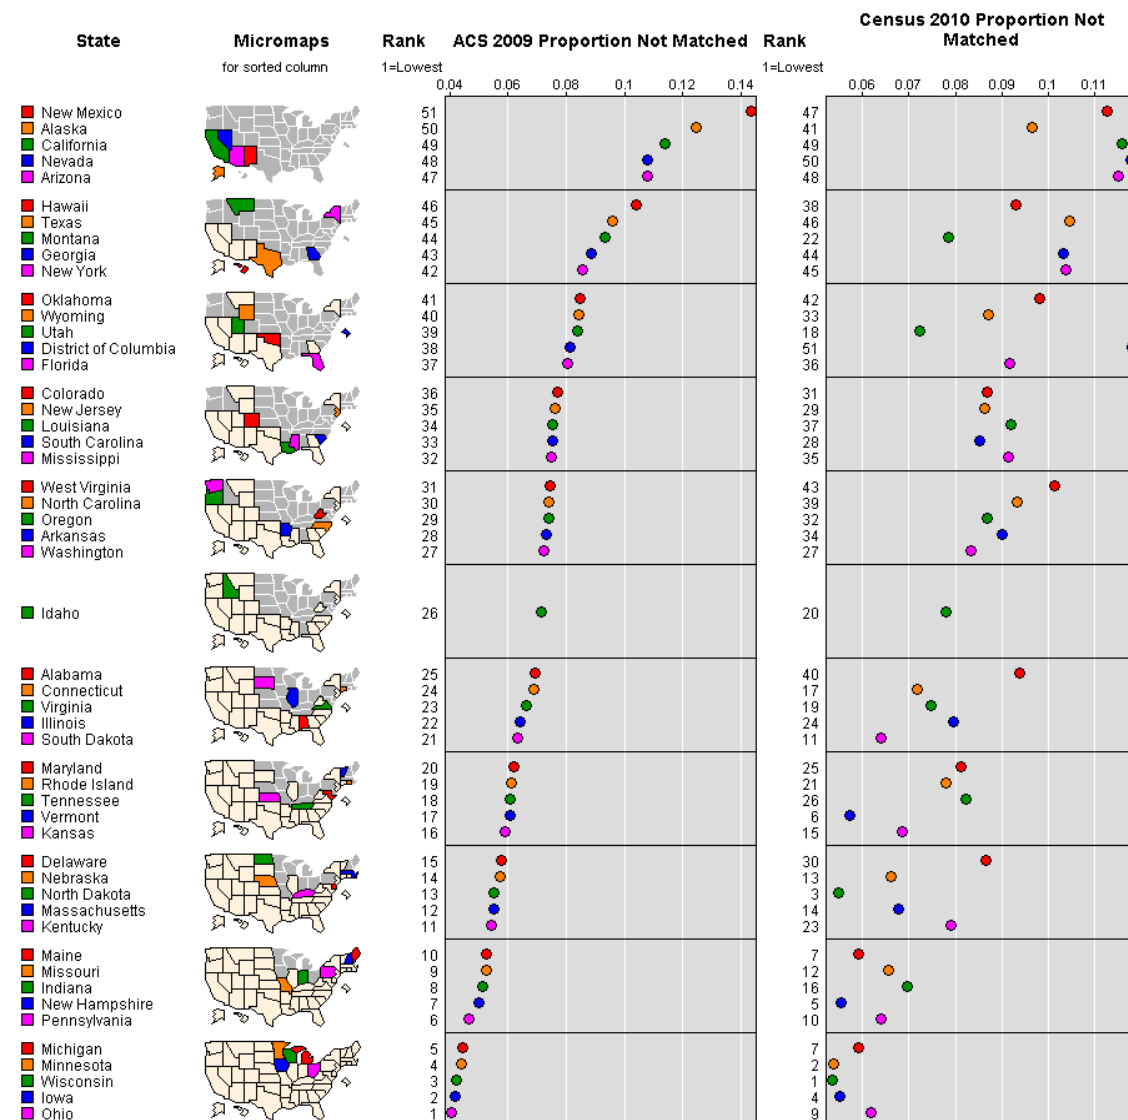 State Micromaps Rank ACS 2009 Proportion Not Matched Rank Census 2010 Proportion Not Matched
for sorted column 1=Lowest 1=Lowest
0.04 0.06 0.08 0.1 0.12 0.14 0.06 0.07 0.08 0.09 0.1 0.11
New Mexico 51 47
Alaska 50 41
California 49 49
Nevada 48 50
Arizona 47 48
Hawaii 46 38
Texas 45 46
Montana 44 22
Georgia 43 44
New York 42 45
Oklahoma 41 42
Wyoming 40 33
Utah 39 18
District of Columbia 38 51
Florida 37 36
Colorado 36 31
New Jersey 35 29
Louisiana 34 37
South Carolina 33 28
Mississippi 32 35
West Virginia 31 43
North Carolina 30 39
Oregon 29 32
Arkansas 28 34
Washington 27 27
Idaho 26 20
Alabama 25 40
Connecticut 24 17
Virginia 23 19
Illinois 22 24
South Dakota 21 11
Maryland 20 25
Rhode Island 19 21
Tennessee 18 26
Vermont 17 6
Kansas 16 15
Delaware 15 30
Nebraska 14 13
North Dakota 13 3
Massachusetts 12 14
Kentucky 11 23
Maine 10 7
Missouri 9 12
Indiana 8 16
New Hampshire 7 5
Pennsylvania 6 10
Michigan 5 7
Minnesota 4 2
Wisconsin 3 1
Iowa 2 4
Ohio 1 9